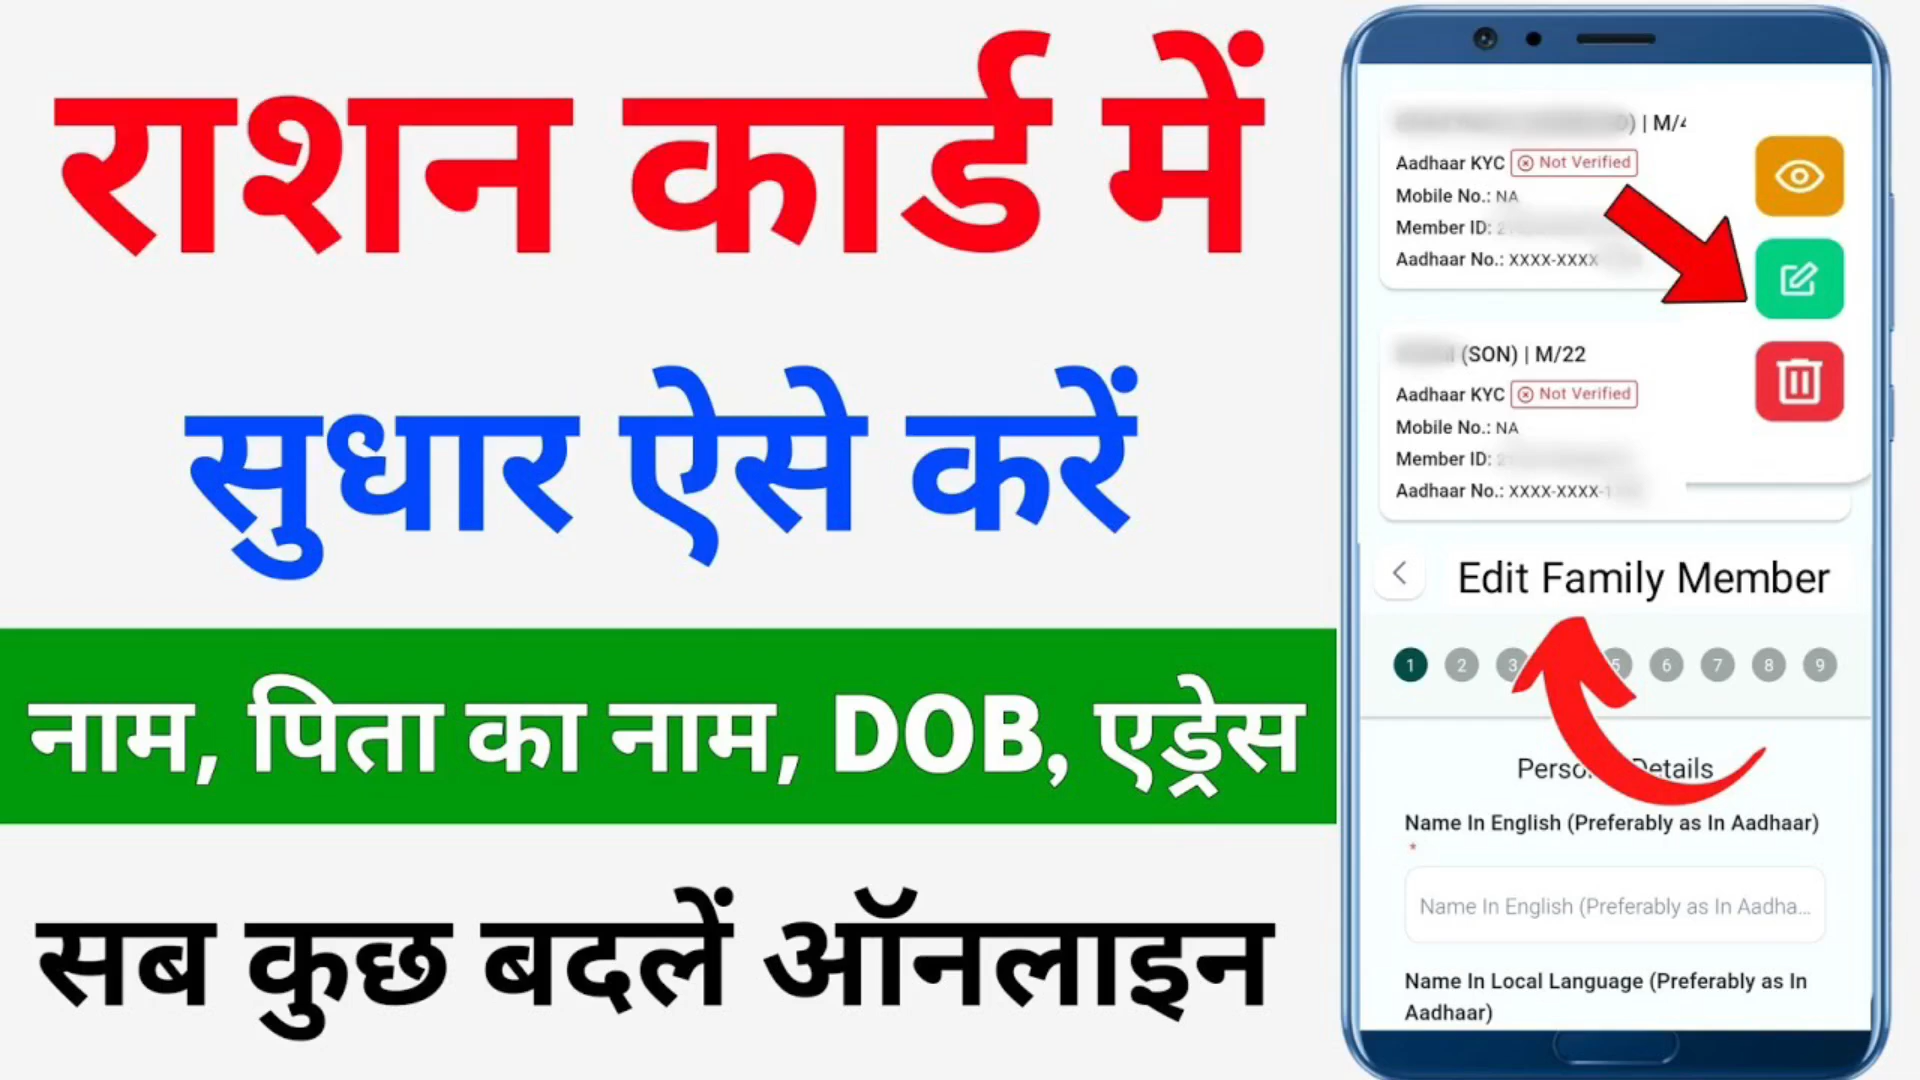 राशन कार्ड में
सुधार ऐसे करें
नाम, पिता का नाम, DOB, एड्रेस
सब कुछ बदलें ऑनलाइन
) | M/4
Aadhaar KYC Not Verified
Mobile No.: NA
Member ID: 2
Aadhaar No.: XXXX-XXXX
(SON) | M/22
Aadhaar KYC Not Verified
Mobile No.: NA
Member ID: 2
Aadhaar No.: XXXX-XXXX-1
Edit Family Member
1 2 3 5 6 7 8 9
Details
Name In English (Preferably as In Aadhaar)
*
Name In English (Preferably as In Aadha...
Name In Local Language (Preferably as In
Aadhaar)